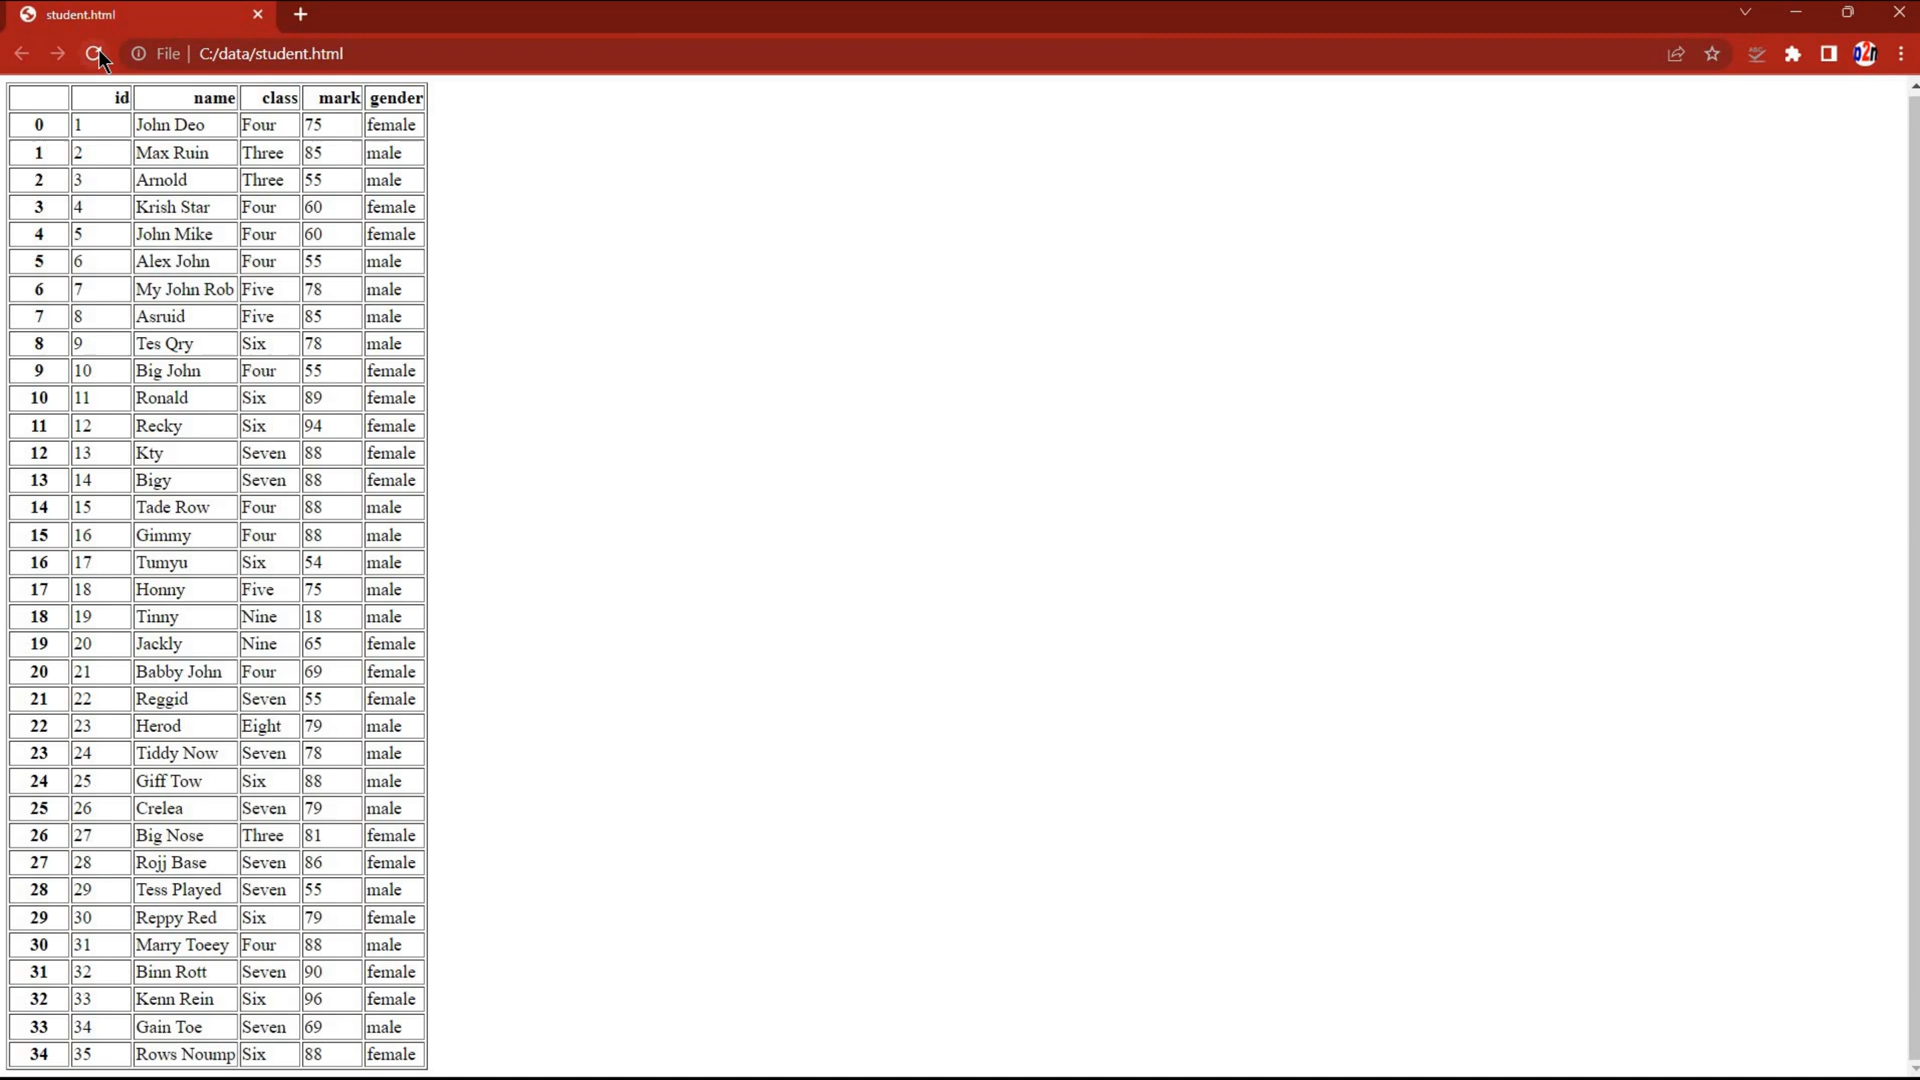 student.html
File | C:/data/student.html
ABC
b2n
id name class mark gender
0 1 John Deo Four 75 female
1 2 Max Ruin Three 85 male
2 3 Arnold Three 55 male
3 4 Krish Star Four 60 female
4 5 John Mike Four 60 female
5 6 Alex John Four 55 male
6 7 My John Rob Five 78 male
7 8 Asruid Five 85 male
8 9 Tes Qry Six 78 male
9 10 Big John Four 55 female
10 11 Ronald Six 89 female
11 12 Recky Six 94 female
12 13 Kty Seven 88 female
13 14 Bigy Seven 88 female
14 15 Tade Row Four 88 male
15 16 Gimmy Four 88 male
16 17 Tumyu Six 54 male
17 18 Honny Five 75 male
18 19 Tinny Nine 18 male
19 20 Jackly Nine 65 female
20 21 Babby John Four 69 female
21 22 Reggid Seven 55 female
22 23 Herod Eight 79 male
23 24 Tiddy Now Seven 78 male
24 25 Giff Tow Six 88 male
25 26 Crelea Seven 79 male
26 27 Big Nose Three 81 female
27 28 Rojj Base Seven 86 female
28 29 Tess Played Seven 55 male
29 30 Reppy Red Six 79 female
30 31 Marry Toeey Four 88 male
31 32 Binn Rott Seven 90 female
32 33 Kenn Rein Six 96 female
33 34 Gain Toe Seven 69 male
34 35 Rows Noump Six 88 female